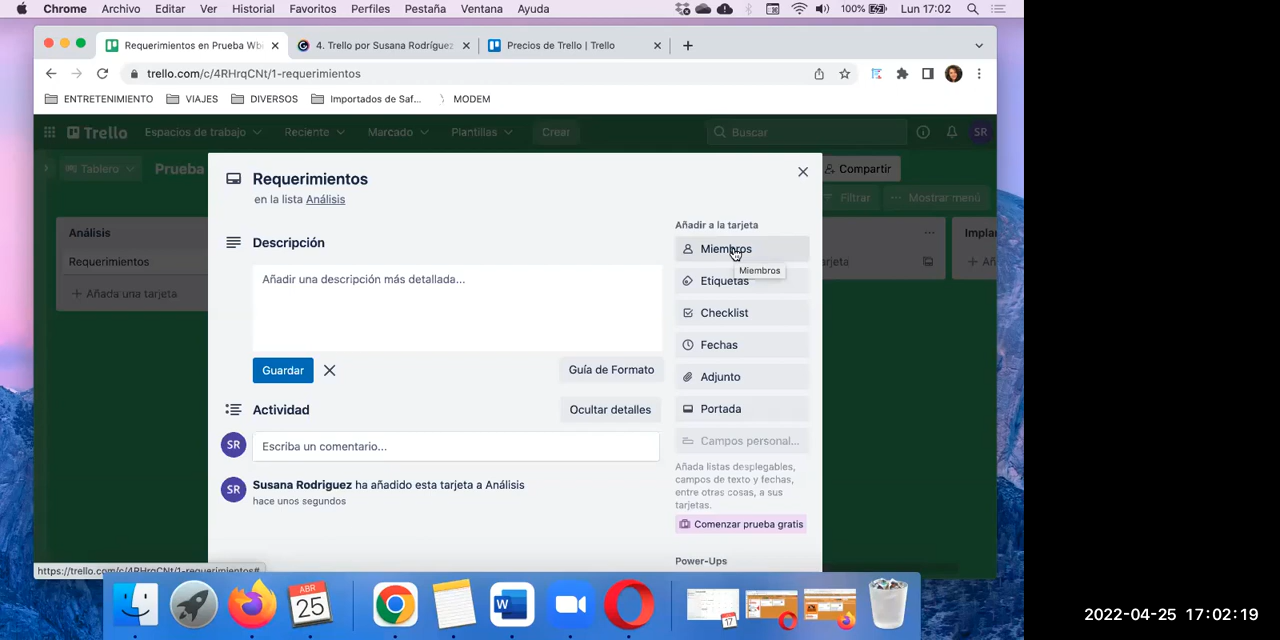 Chrome Archivo Editar Ver Historial Favoritos Perfiles Pestaña Ventana Ayuda 100% Lun 17:02
Requerimientos en Prueba Wb
4. Trello por Susana Rodríguez
Precios de Trello | Trello
trello.com/c/4RHrqCNt/1-requerimientos
ENTRETENIMIENTO VIAJES DIVERSOS Importados de Saf... MODEM
Trello Espacios de trabajo Reciente Marcado Plantillas Crear Buscar SR
Tablero Prueba Compartir
Filtrar ... Mostrar menú
Análisis
Requerimientos
+ Añada una tarjeta
tarjeta
Implan
+ Añ
Requerimientos
en la lista Análisis
Descripción
Añadir una descripción más detallada...
Guardar
Guía de Formato
Actividad
Ocultar detalles
SR Escriba un comentario...
SR Susana Rodriguez ha añadido esta tarjeta a Análisis
hace unos segundos
Añadir a la tarjeta
Miembros
Miembros
Etiquetas
Checklist
Fechas
Adjunto
Portada
Campos personal...
Añada listas desplegables,
campos de texto y fechas,
entre otras cosas, a sus
tarjetas.
Comenzar prueba gratis
Power-Ups
https://trello.com/c/4RHrqCNt/1-requerimientos#
ABR
25
W
17
2022-04-25 17:02:19